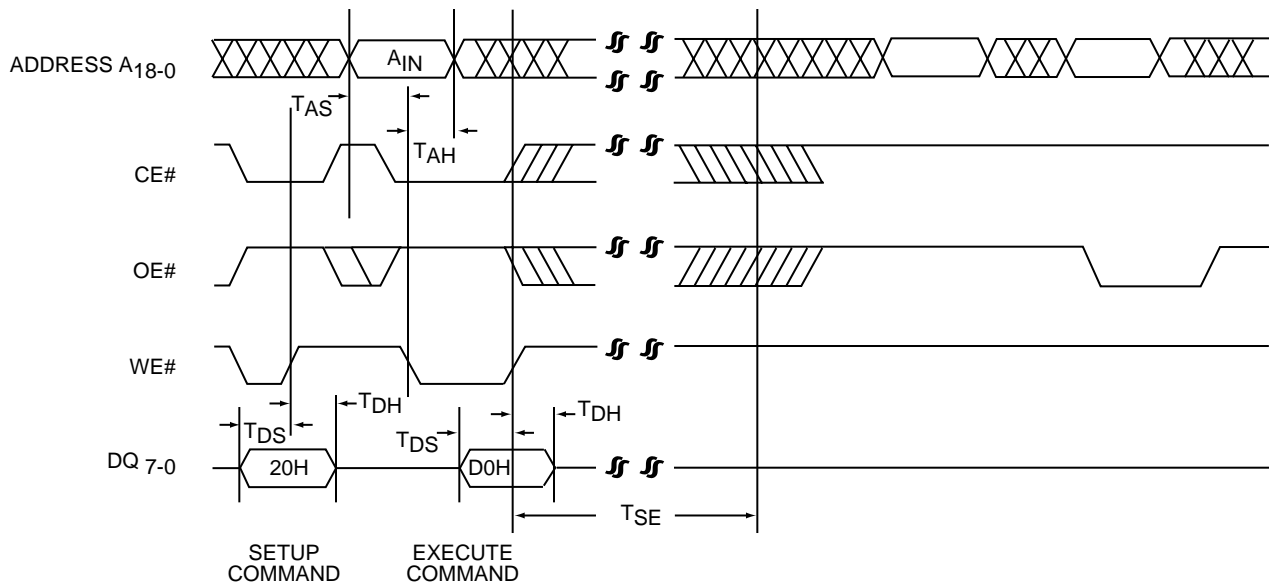 ADDRESS A18-0
AIN
TAS
TAH
CE#
OE#
WE#
TDH
TDS
TDS
TDH
DQ 7-0
20H
D0H
TSE
SETUP
COMMAND
EXECUTE
COMMAND